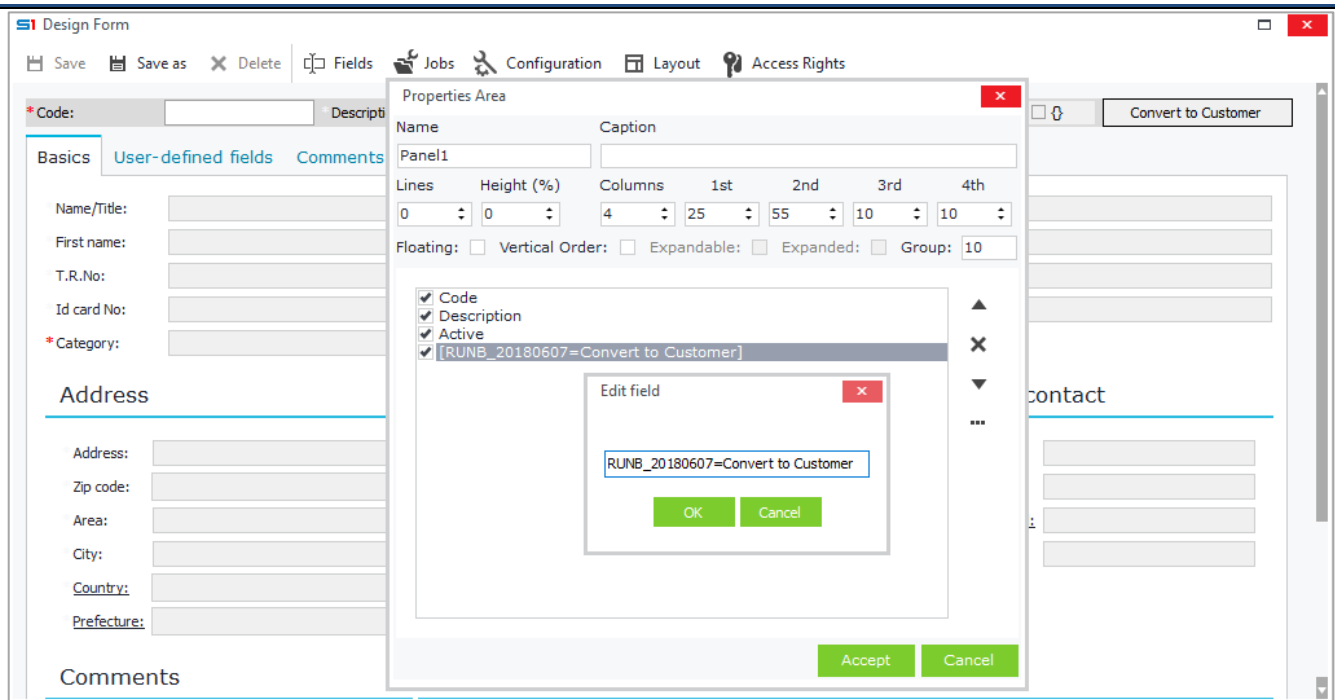 S1 Design Form
Save Save as Delete Fields Jobs Configuration Layout Access Rights
*Code: Descripti {} Convert to Customer
Basics User-defined fields Comments
Name/Title:
First name:
T.R.No:
Id card No:
*Category:
Address
contact
Address:
Zip code:
Area:
:
City:
Country:
Prefecture:
Comments
Properties Area
Name Caption
Panel1
Lines Height (%) Columns 1st 2nd 3rd 4th
0 0 4 25 55 10 10
Floating: Vertical Order: Expandable: Expanded: Group: 10
Code
Description
Active
[RUNB_20180607=Convert to Customer]
Edit field
RUNB_20180607=Convert to Customer
OK Cancel
Accept Cancel